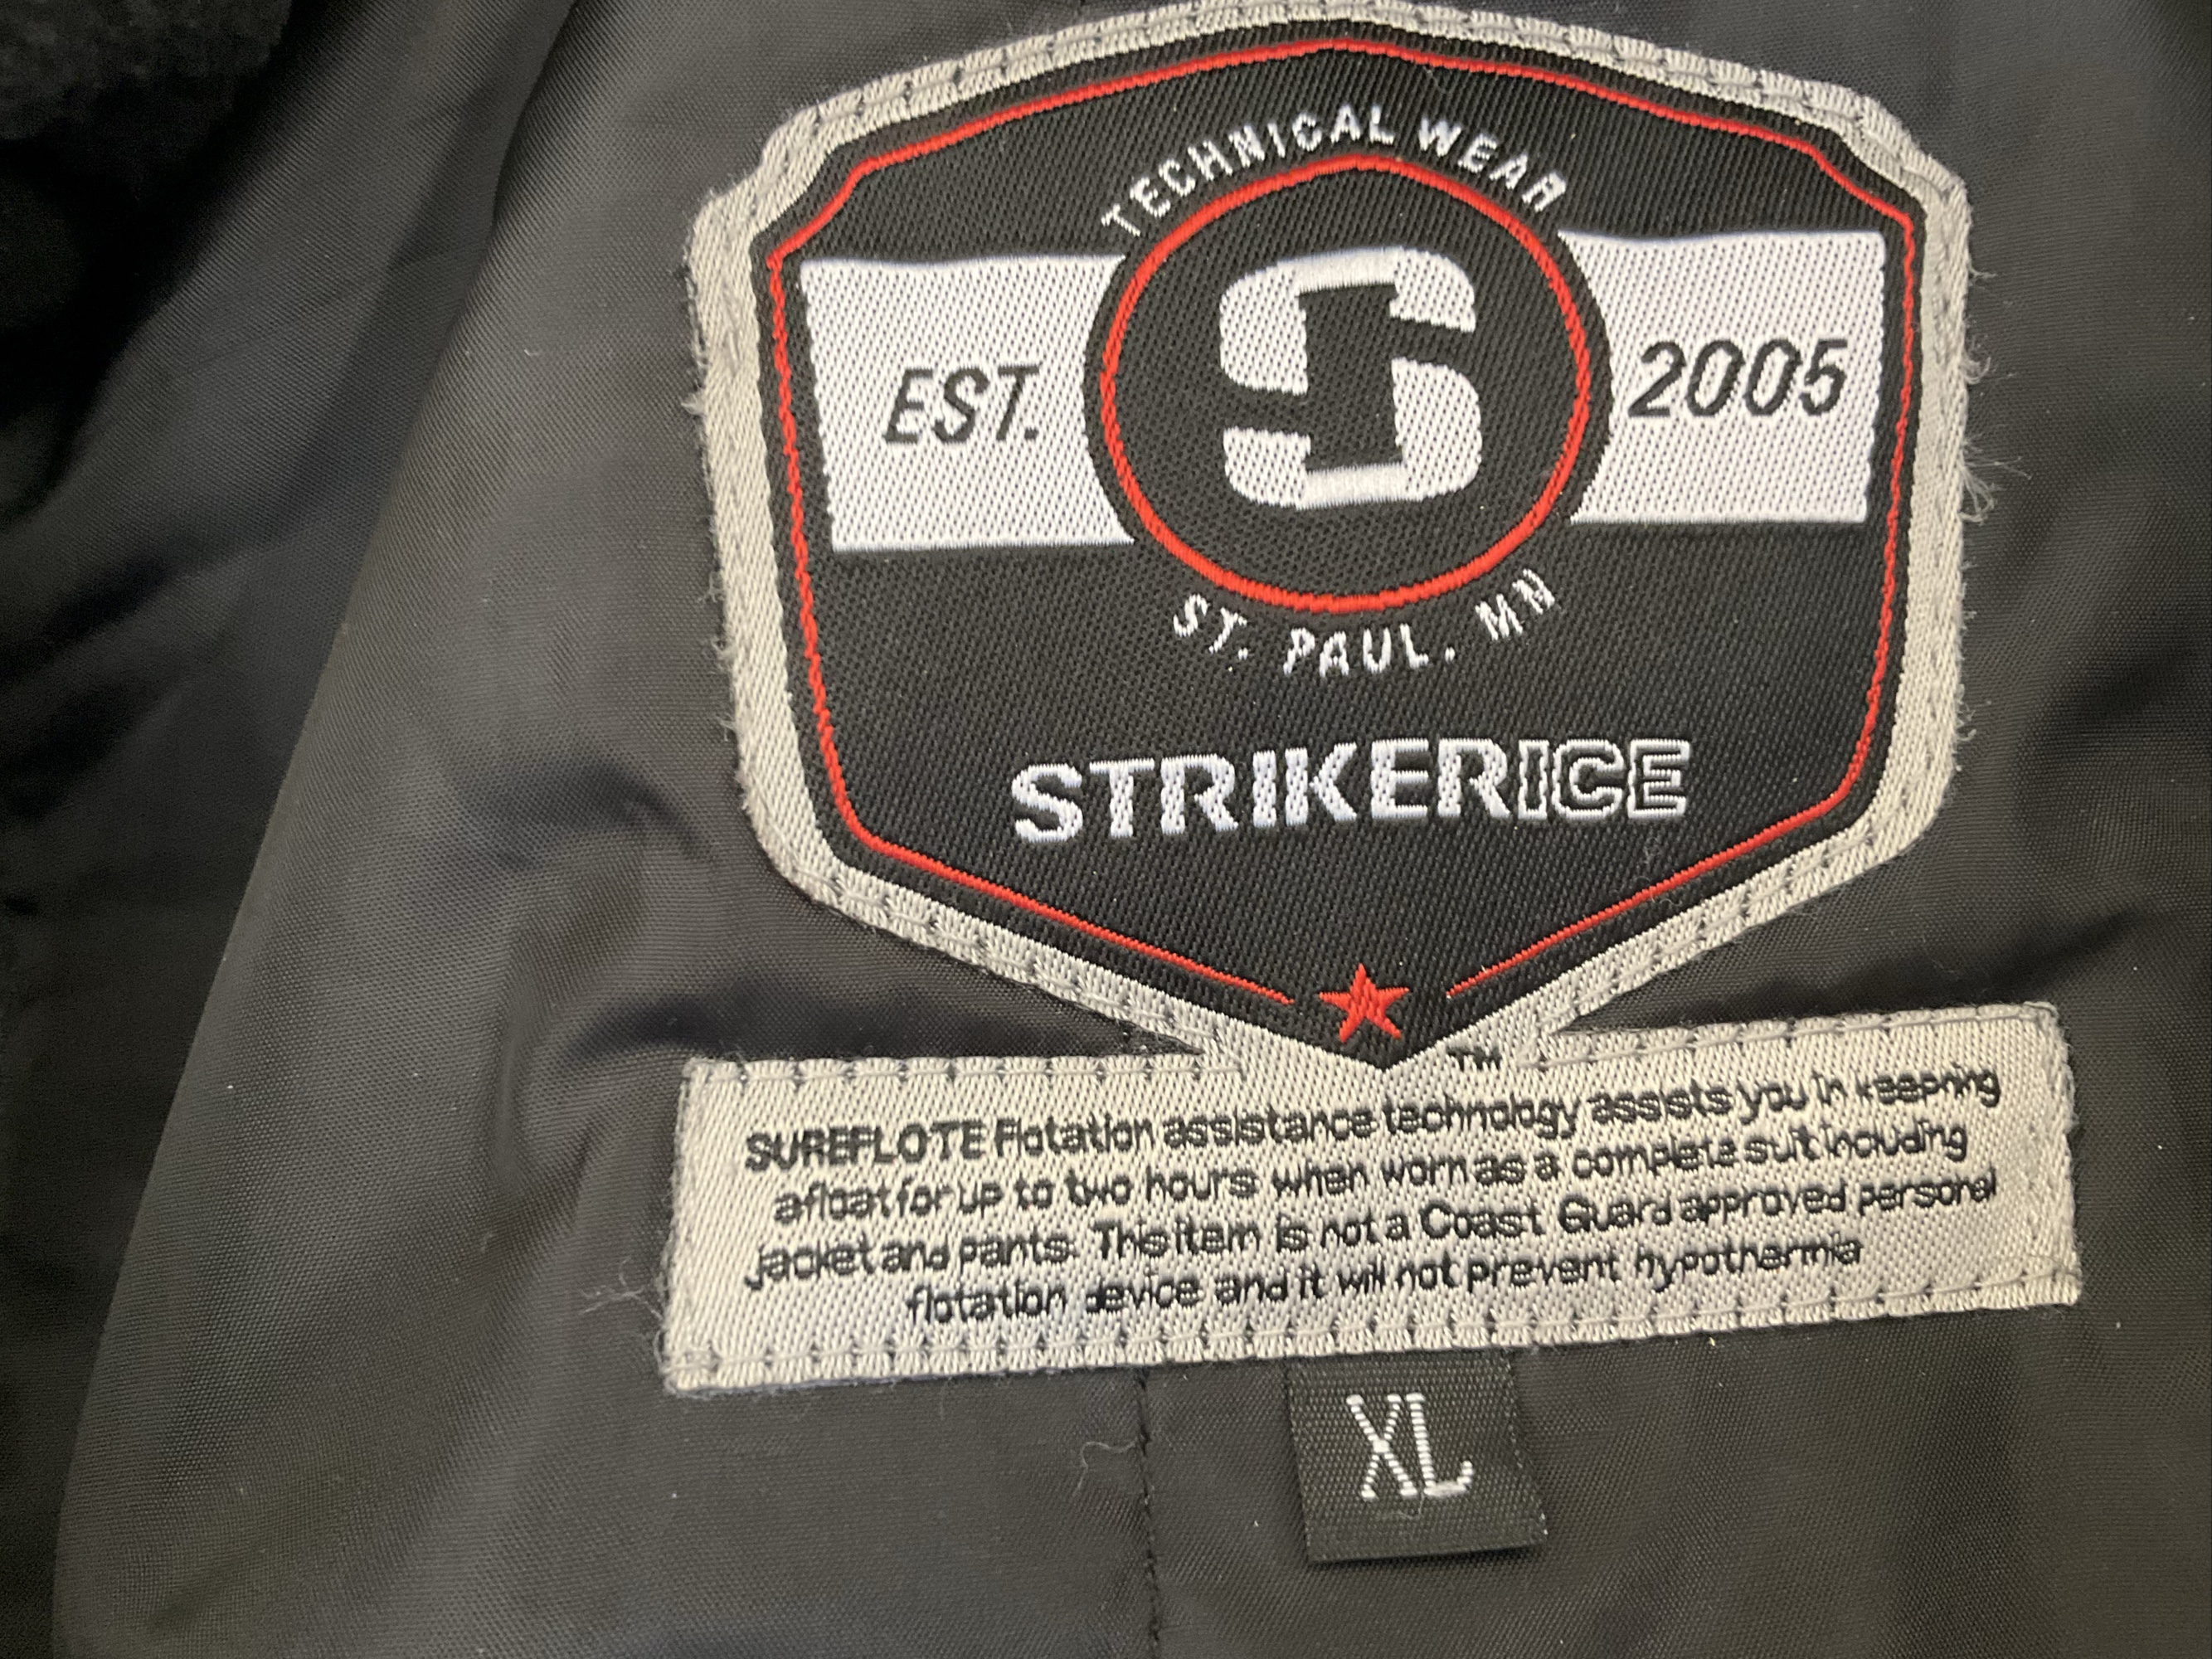 TECHNICAL WEAR
EST. S 2005
ST. PAUL. MN
STRIKERICE
TM
SUREFLOTE Flotation assistance technology assists you in keeping
afloat for up to two hours when worn as a complete suit including
jacket and pants. This item is not a Coast Guard approved personal
flotation device and it will not prevent hypothermia
XL